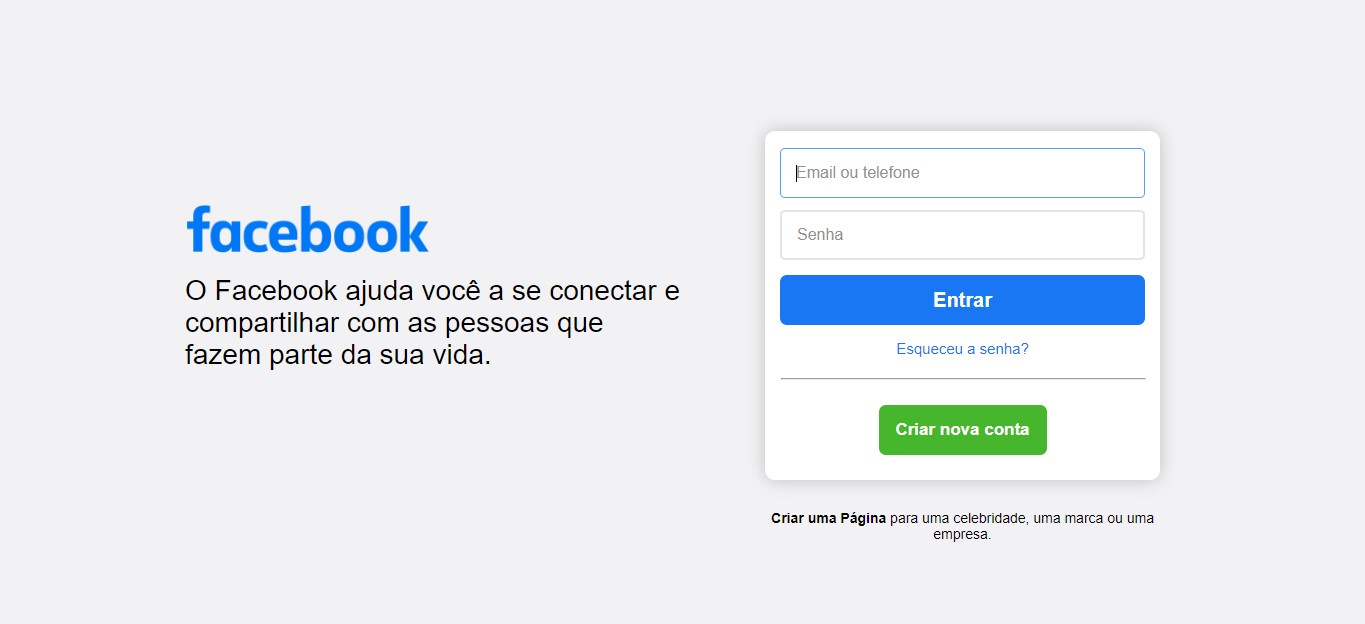 facebook
O Facebook ajuda você a se conectar e
compartilhar com as pessoas que
fazem parte da sua vida.
Email ou telefone
Senha
Entrar
Esqueceu a senha?
Criar nova conta
Criar uma Página para uma celebridade, uma marca ou uma
empresa.